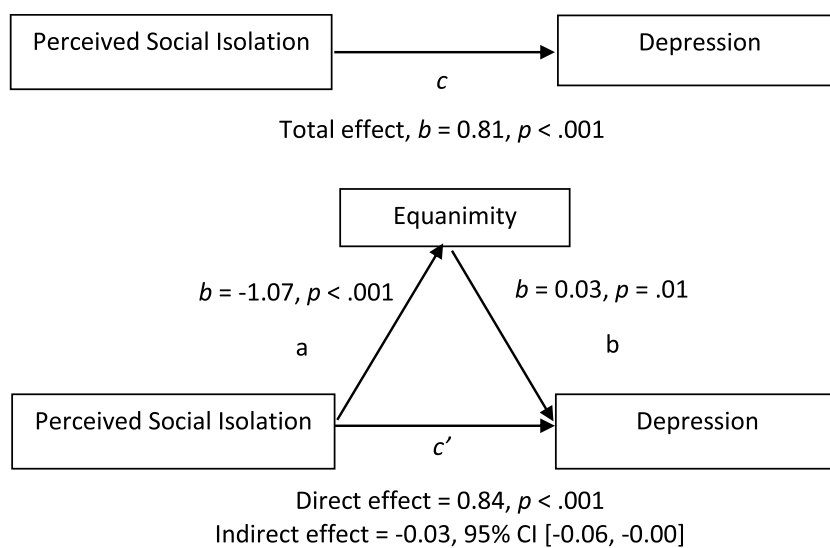 Perceived Social Isolation
Depression
c
Total effect, b = 0.81, p < .001
Equanimity
b = -1.07, p < .001
b = 0.03, p = .01
a
b
Perceived Social Isolation
Depression
c’
Direct effect = 0.84, p < .001
Indirect effect = -0.03, 95% CI [-0.06, -0.00]